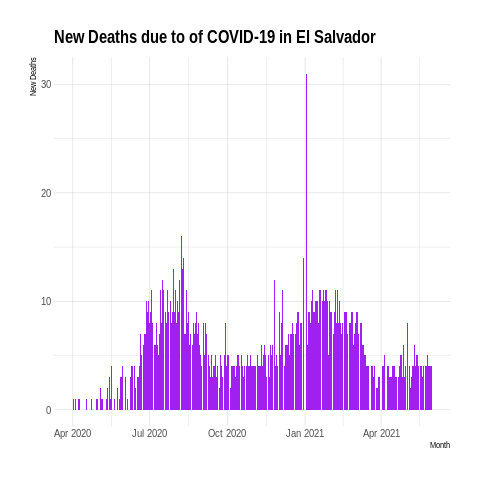 New Deaths due to of COVID-19 in El Salvador
New Deaths
30
20
10
0
Apr 2020 Jul 2020 Oct 2020 Jan 2021 Apr 2021
Month